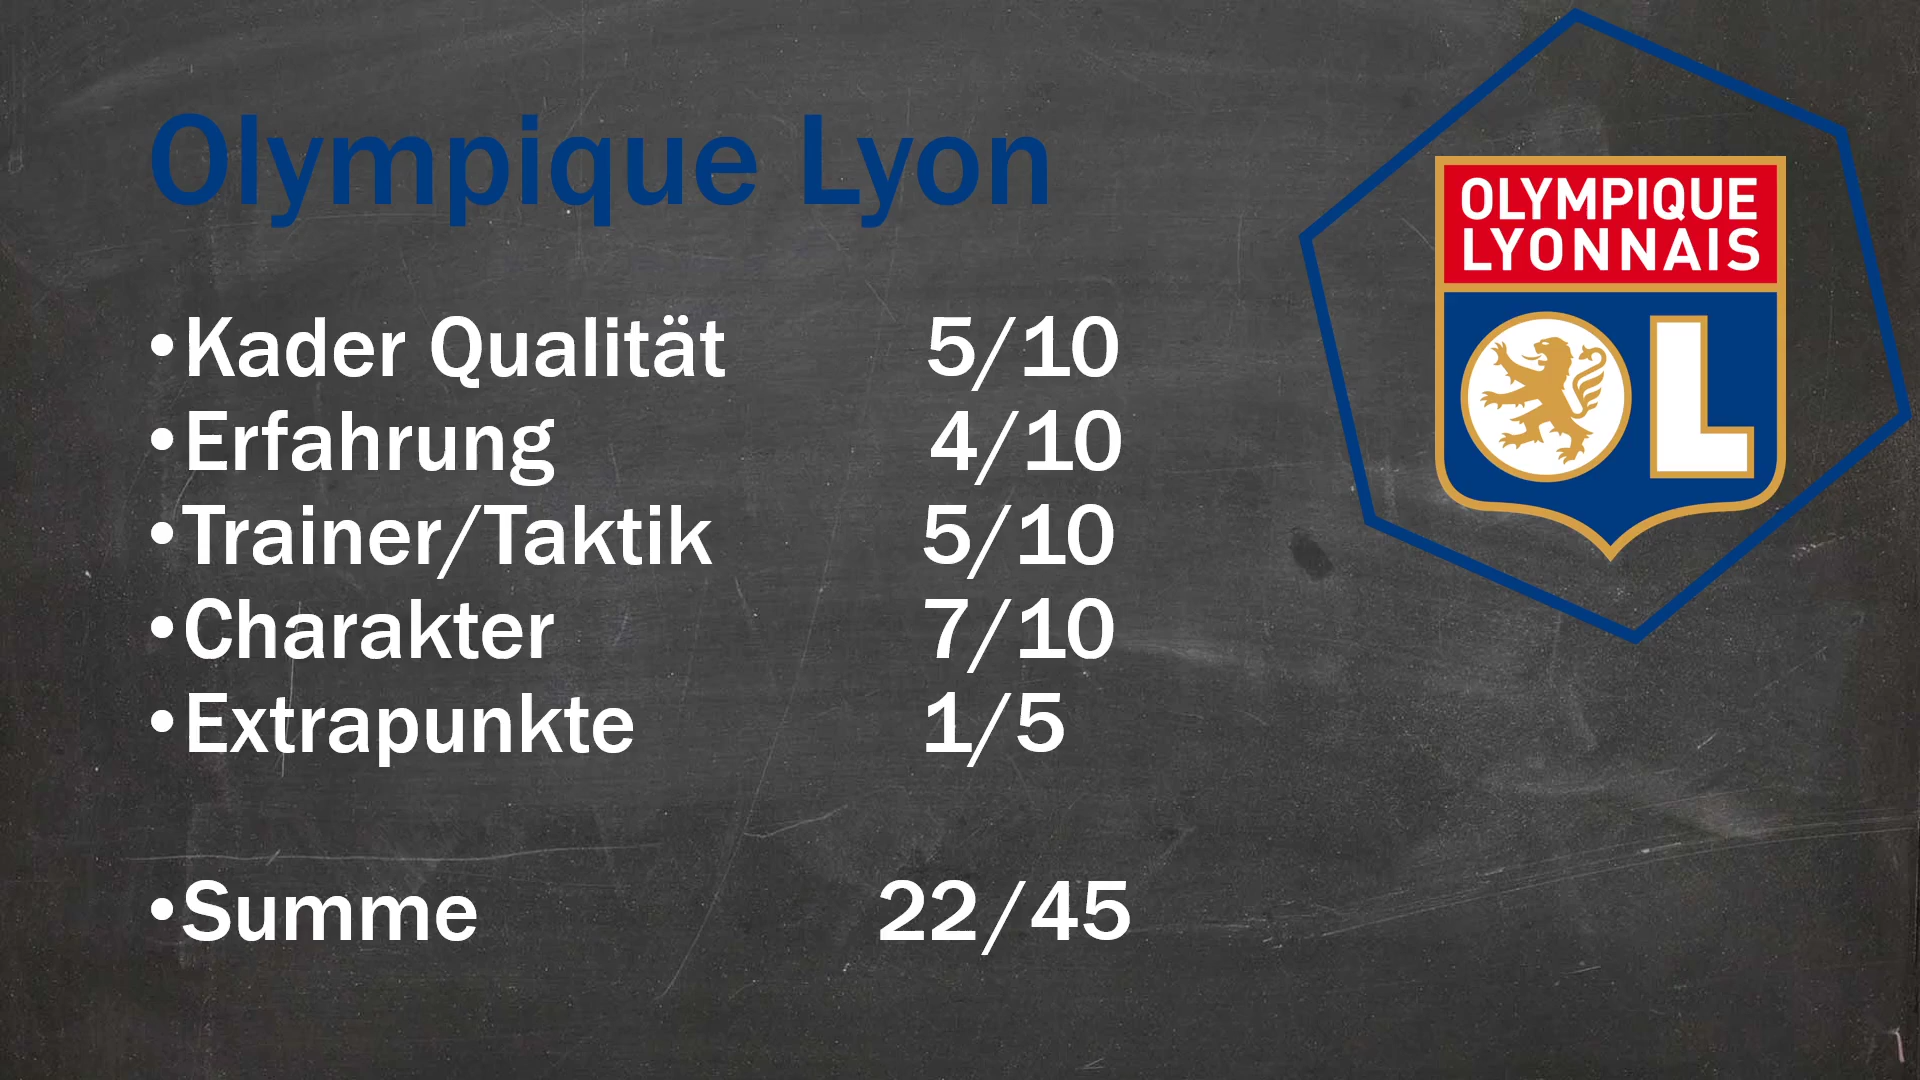 Olympique Lyon
OLYMPIQUE
LYONNAIS
OL
•Kader Qualität 5/10
•Erfahrung 4/10
•Trainer/Taktik 5/10
•Charakter 7/10
•Extrapunkte 1/5
•Summe 22/45